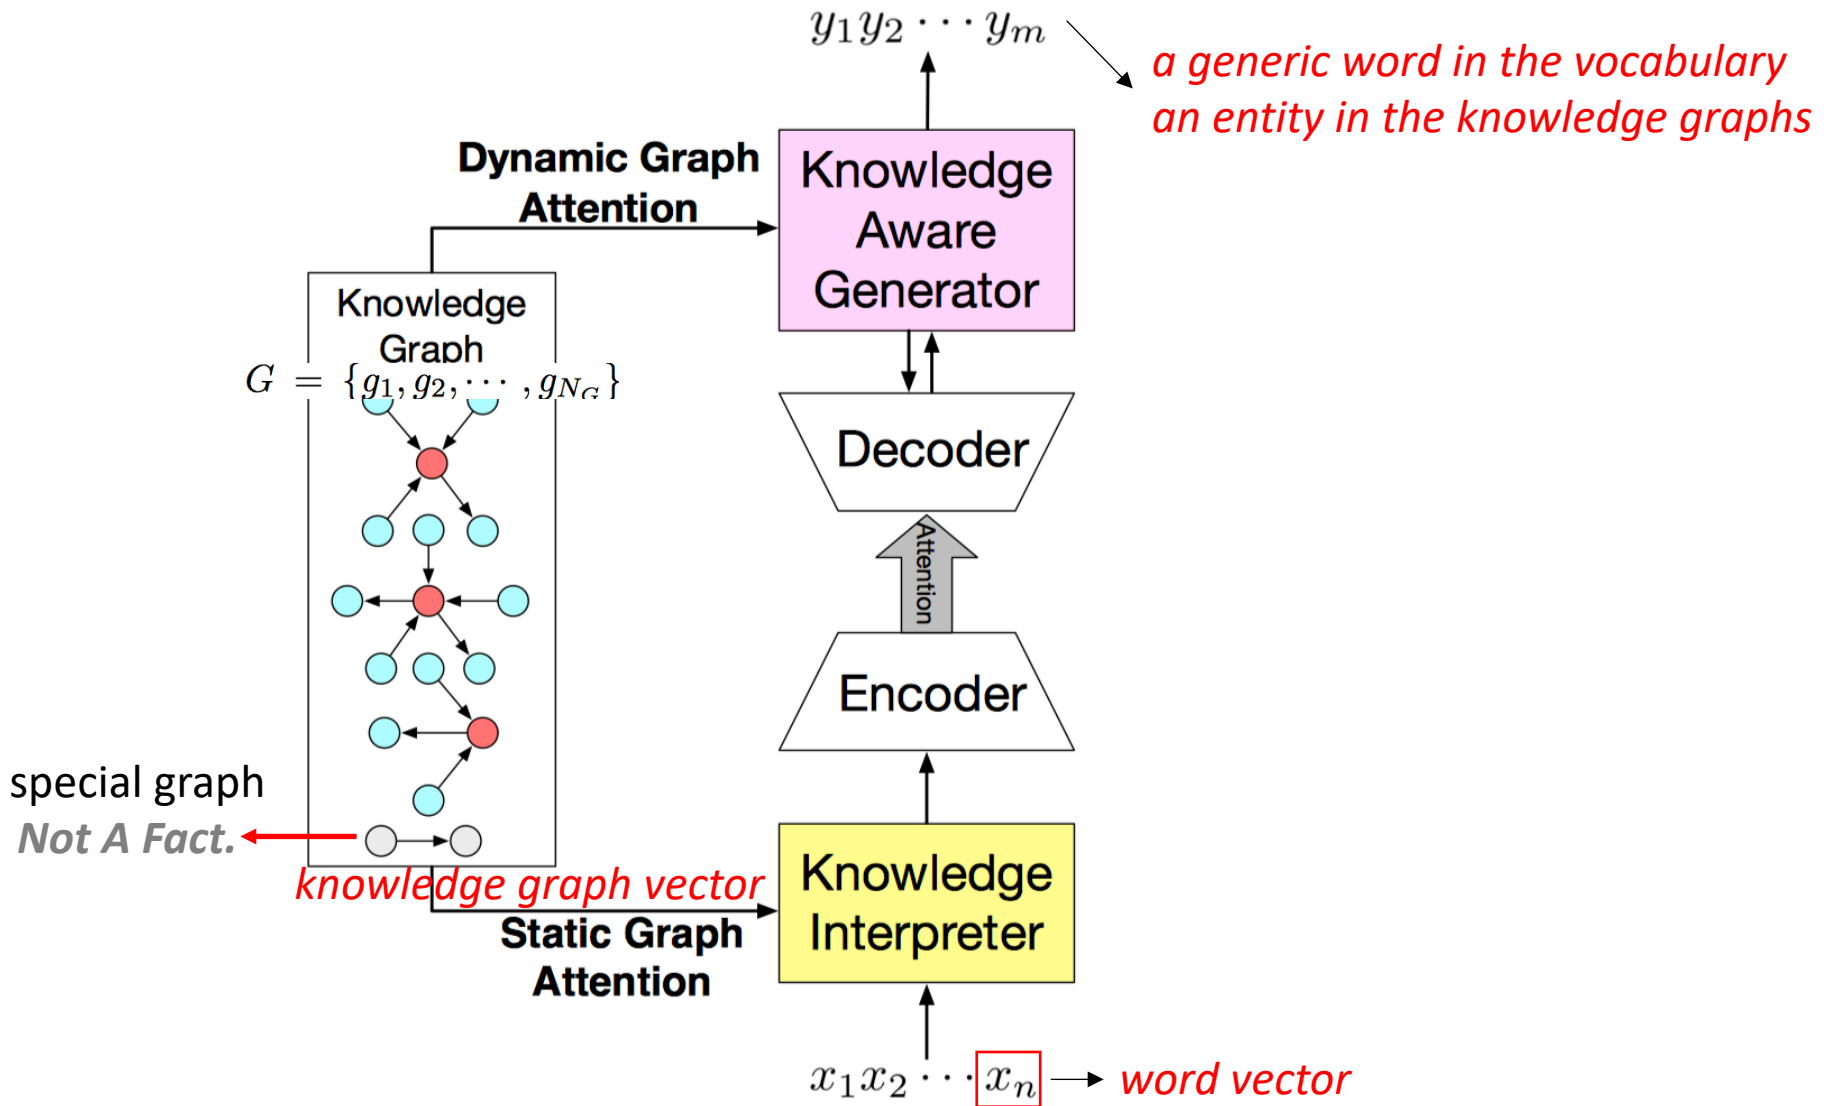 y₁y₂ ··· yₘ
a generic word in the vocabulary
an entity in the knowledge graphs
Dynamic Graph
Attention
Knowledge
Aware
Generator
Knowledge
Graph
G = {g₁, g₂, ··· , g_{N_G}}
Decoder
Attention
Encoder
special graph
Not A Fact.
knowledge graph vector
Static Graph
Attention
Knowledge
Interpreter
x₁x₂ ··· xₙ
word vector